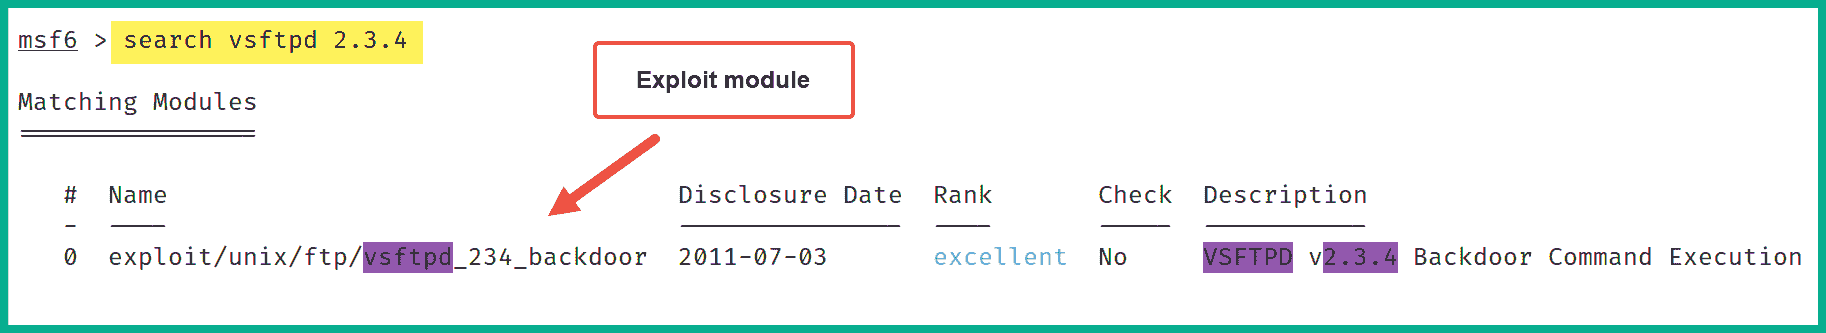 msf6 > search vsftpd 2.3.4
Exploit module
Matching Modules
================
# Name Disclosure Date Rank Check Description
- ---- --------------- ---- ----- -----------
0 exploit/unix/ftp/vsftpd_234_backdoor 2011-07-03 excellent No VSFTPD v2.3.4 Backdoor Command Execution